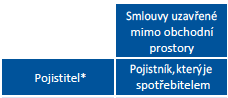 Smlouvy uzavřené
mimo obchodní
prostory
Pojistitel*
Pojistník,který je
spotřebitelem